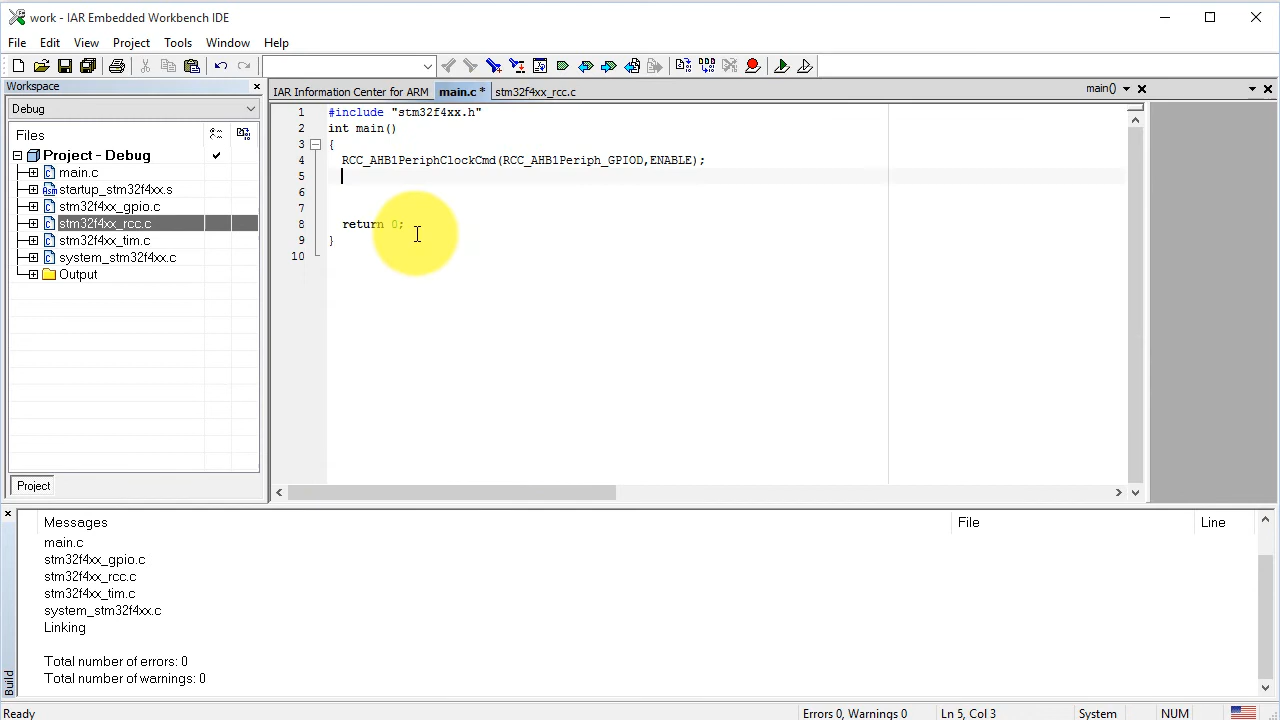 work - IAR Embedded Workbench IDE
File Edit View Project Tools Window Help
Workspace
IAR Information Center for ARM main.c * stm32f4xx_rcc.c main()
Debug
Files
Project - Debug
main.c
startup_stm32f4xx.s
stm32f4xx_gpio.c
stm32f4xx_rcc.c
stm32f4xx_tim.c
system_stm32f4xx.c
Output
Project
1 #include "stm32f4xx.h"
2 int main()
3 {
4 RCC_AHB1PeriphClockCmd(RCC_AHB1Periph_GPIOD,ENABLE);
5
6
7
8 return 0;
9 }
10
Messages File Line
main.c
stm32f4xx_gpio.c
stm32f4xx_rcc.c
stm32f4xx_tim.c
system_stm32f4xx.c
Linking
Total number of errors: 0
Total number of warnings: 0
Build
Ready Errors 0, Warnings 0 Ln 5, Col 3 System NUM